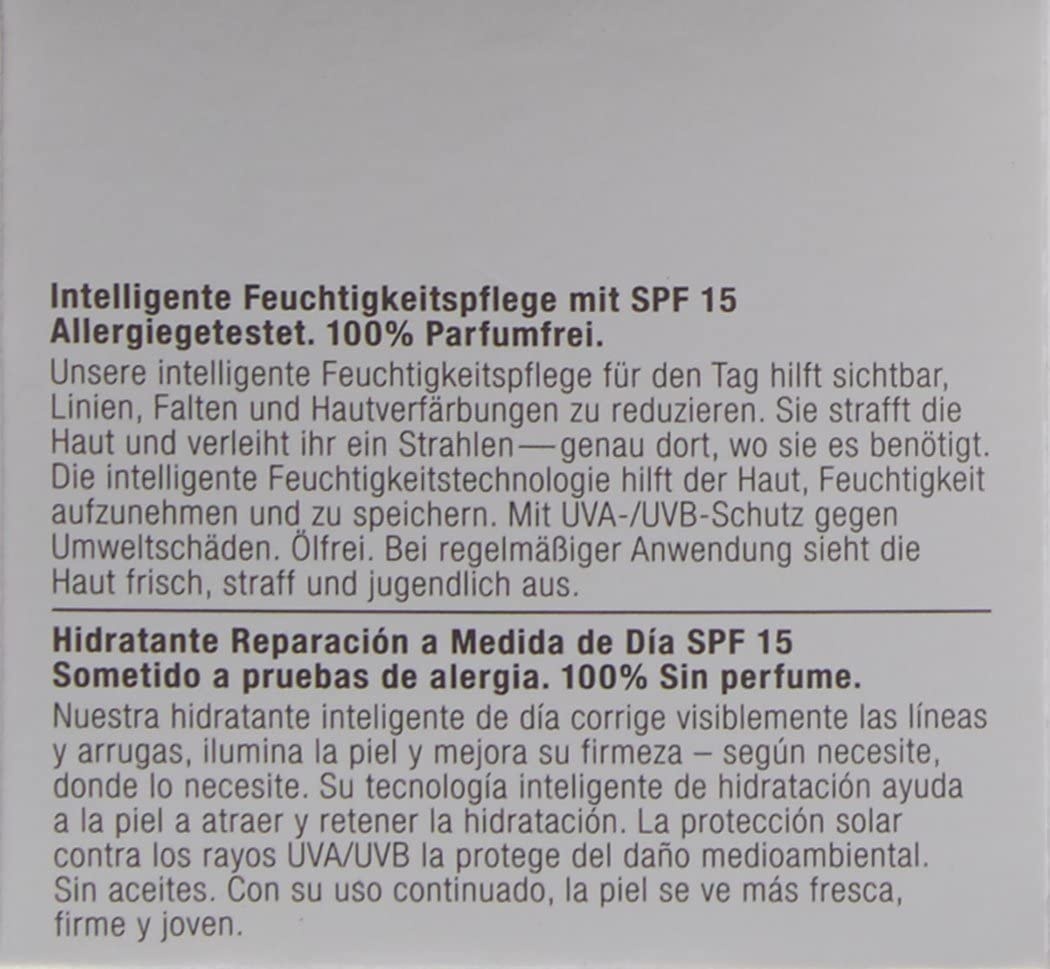 Intelligente Feuchtigkeitspflege mit SPF 15
Allergiegetestet. 100% Parfumfrei.
Unsere intelligente Feuchtigkeitspflege für den Tag hilft sichtbar,
Linien, Falten und Hautverfärbungen zu reduzieren. Sie strafft die
Haut und verleiht ihr ein Strahlen—genau dort, wo sie es benötigt.
Die intelligente Feuchtigkeitstechnologie hilft der Haut, Feuchtigkeit
aufzunehmen und zu speichern. Mit UVA-/UVB-Schutz gegen
Umweltschäden. Ölfrei. Bei regelmäßiger Anwendung sieht die
Haut frisch, straff und jugendlich aus.
Hidratante Reparación a Medida de Día SPF 15
Sometido a pruebas de alergia. 100% Sin perfume.
Nuestra hidratante inteligente de día corrige visiblemente las líneas
y arrugas, ilumina la piel y mejora su firmeza – según necesite,
donde lo necesite. Su tecnología inteligente de hidratación ayuda
a la piel a atraer y retener la hidratación. La protección solar
contra los rayos UVA/UVB la protege del daño medioambiental.
Sin aceites. Con su uso continuado, la piel se ve más fresca,
firme y joven.